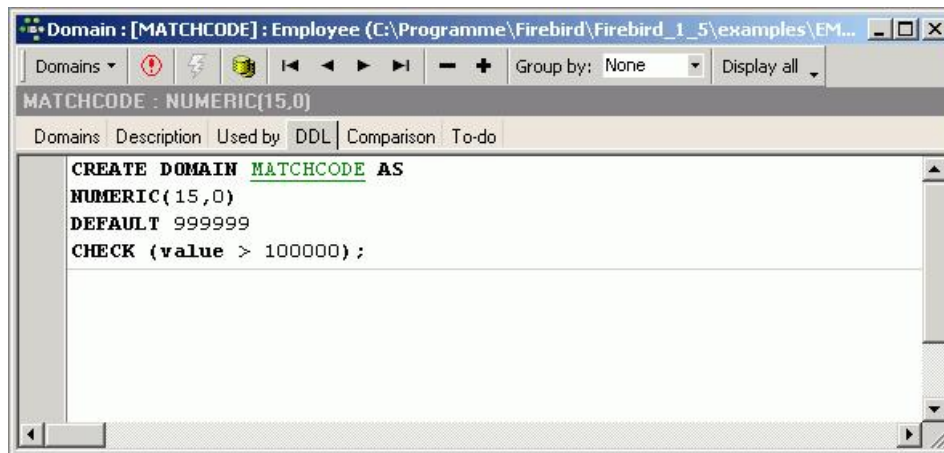 Domain : [MATCHCODE] : Employee (C:\Programme\Firebird\Firebird_1_5\examples\EM...
Domains Group by: None Display all
MATCHCODE : NUMERIC(15,0)
Domains Description Used by DDL Comparison To-do
CREATE DOMAIN MATCHCODE AS
NUMERIC(15,0)
DEFAULT 999999
CHECK (value > 100000);